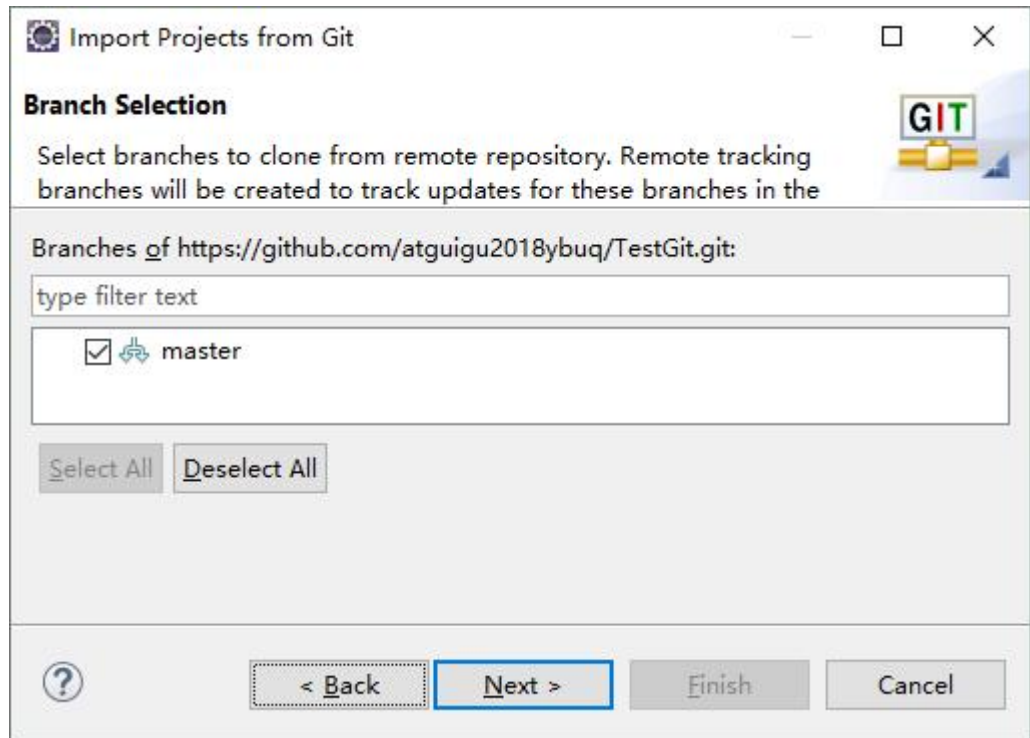 Import Projects from Git
Branch Selection
GIT
Select branches to clone from remote repository. Remote tracking
branches will be created to track updates for these branches in the
Branches of https://github.com/atguigu2018ybuq/TestGit.git:
type filter text
master
Select All Deselect All
? < Back Next > Finish Cancel